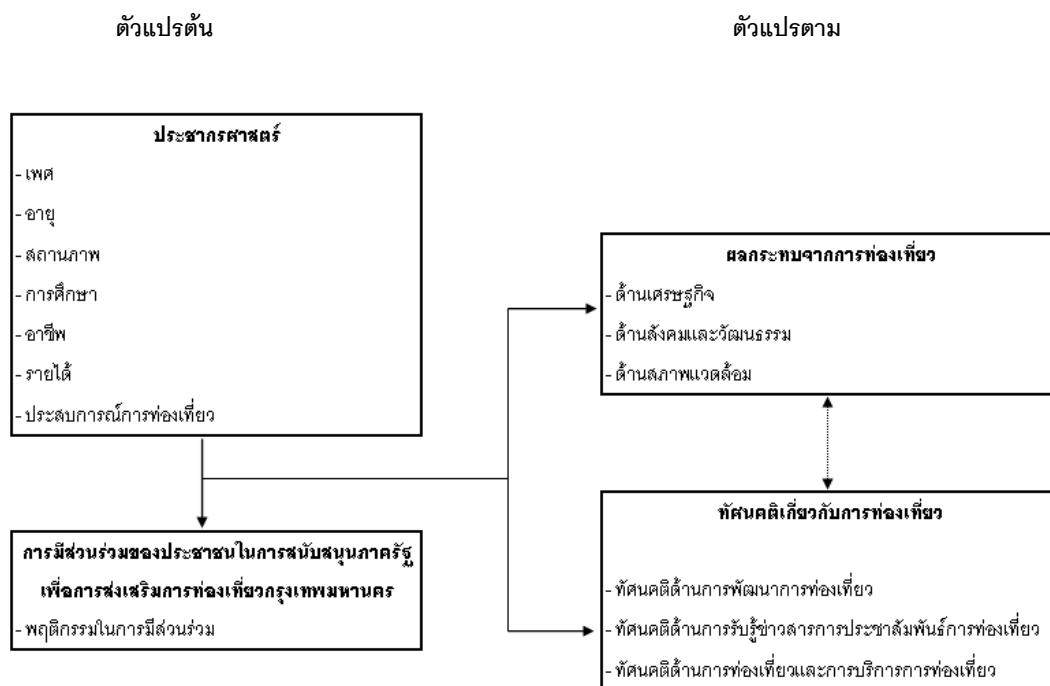 ตัวแปรต้น
ตัวแปรตาม
ประชากรศาสตร์
- เพศ
- อายุ
- สถานภาพ
- การศึกษา
- อาชีพ
- รายได้
- ประสบการณ์การท่องเที่ยว
การมีส่วนร่วมของประชาชนในการสนับสนุนภาครัฐ
เพื่อการส่งเสริมการท่องเที่ยวกรุงเทพมหานคร
- พฤติกรรมในการมีส่วนร่วม
ผลกระทบจากการท่องเที่ยว
- ด้านเศรษฐกิจ
- ด้านสังคมและวัฒนธรรม
- ด้านสภาพแวดล้อม
ทัศนคติเกี่ยวกับการท่องเที่ยว
- ทัศนคติด้านการพัฒนาการท่องเที่ยว
- ทัศนคติด้านการรับรู้ข่าวสารการประชาสัมพันธ์การท่องเที่ยว
- ทัศนคติด้านการท่องเที่ยวและการบริการการท่องเที่ยว